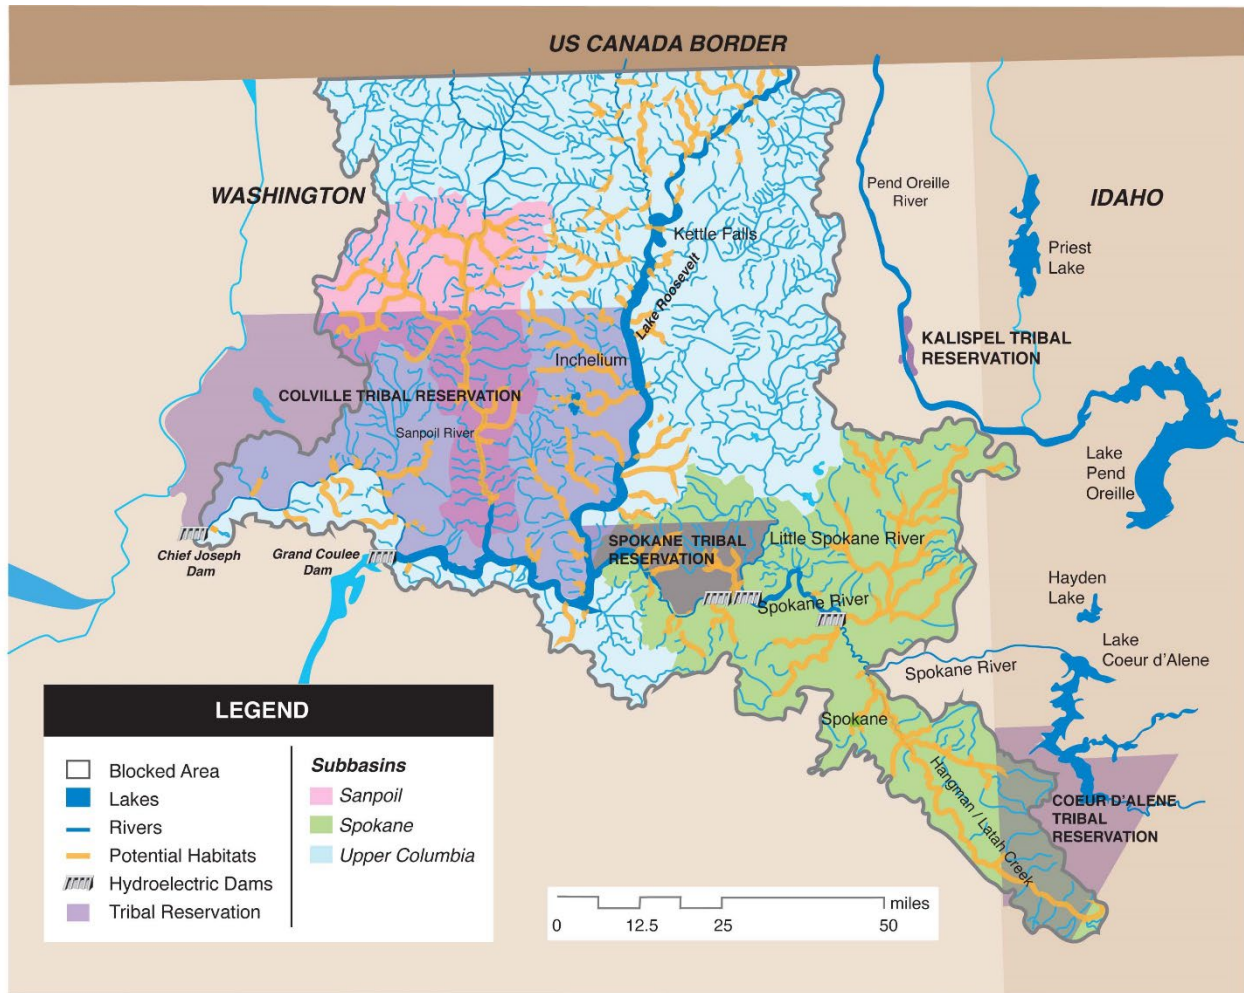 US CANADA BORDER
WASHINGTON
IDAHO
Pend Oreille
River
Priest
Lake
Kettle Falls
Lake Roosevelt
KALISPEL TRIBAL
RESERVATION
Inchelium
COLVILLE TRIBAL RESERVATION
Sanpoil River
Lake
Pend
Oreille
Chief Joseph
Dam
Grand Coulee
Dam
SPOKANE TRIBAL
RESERVATION
Little Spokane River
Spokane River
Hayden
Lake
Lake
Coeur d'Alene
Spokane River
Spokane
Hangman / Latah Creek
COEUR D'ALENE
TRIBAL
RESERVATION
LEGEND
Blocked Area
Lakes
Rivers
Potential Habitats
Hydroelectric Dams
Tribal Reservation
Subbasins
Sanpoil
Spokane
Upper Columbia
miles
0 12.5 25 50